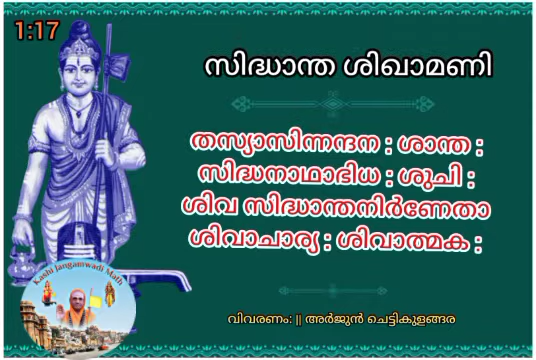 1:17
സിദ്ധാന്ത ശിഖാമണി
തസ്യാസിന്നന്ദന : ശാന്ത :
സിദ്ധനാഥാഭിധ : ശുചി :
ശിവ സിദ്ധാന്തനിർണേതാ
ശിവാചാര്യ : ശിവാത്മക :
Kashi Jangamwadi Math
വിവരണം: || അർജുൻ ചെട്ടികുളങ്ങര